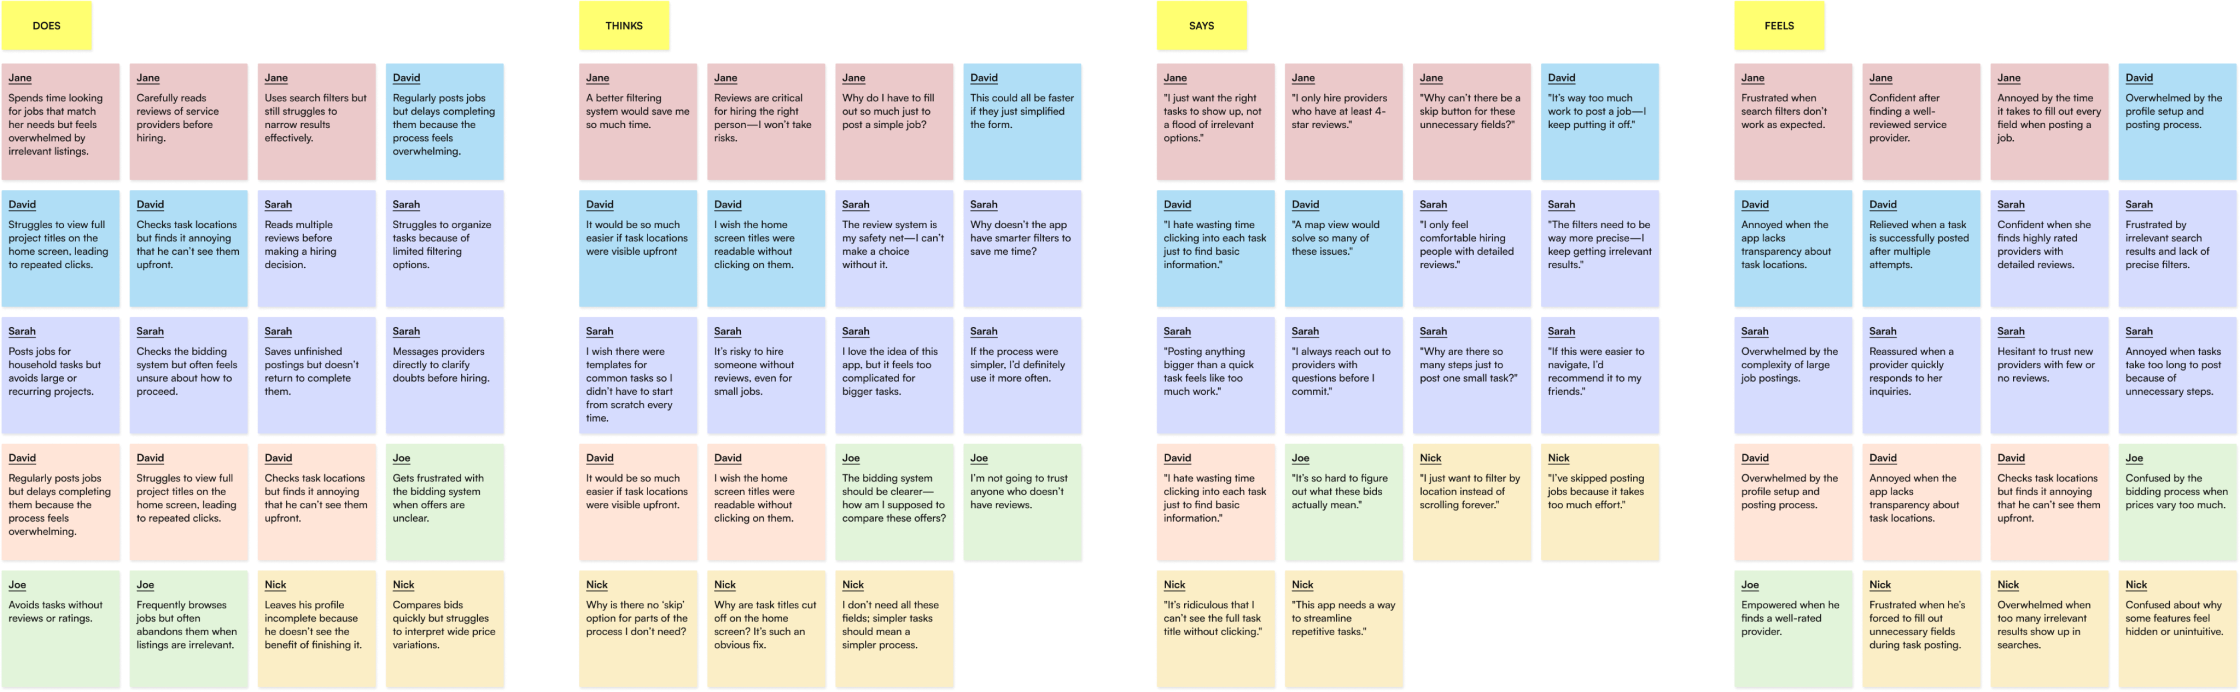 DOES
Jane
Spends time looking
for jobs that match
her needs but feels
overwhelmed by
irrelevant listings.
Jane
Carefully reads
reviews of service
providers before
hiring.
Jane
Uses search filters but
still struggles to
narrow results
effectively.
David
Regularly posts jobs
but delays completing
them because the
process feels
overwhelming.
David
Struggles to view full
project titles on the
home screen, leading
to repeated clicks.
David
Checks task locations
but finds it annoying
that he can't see them
upfront.
Sarah
Reads multiple
reviews before
making a hiring
decision.
Sarah
Struggles to organize
tasks because of
limited filtering
options.
Sarah
Posts jobs for
household tasks but
avoids large or
recurring projects.
Sarah
Checks the bidding
system but often feels
unsure about how to
proceed.
Sarah
Saves unfinished
postings but doesn't
return to complete
them.
Sarah
Messages providers
directly to clarify
doubts before hiring.
David
Regularly posts jobs
but delays completing
them because the
process feels
overwhelming.
David
Struggles to view full
project titles on the
home screen, leading
to repeated clicks.
David
Checks task locations
but finds it annoying
that he can't see them
upfront.
Joe
Gets frustrated with
the bidding system
when offers are
unclear.
Joe
Avoids tasks without
reviews or ratings.
Joe
Frequently browses
jobs but often
abandons them when
listings are irrelevant.
Nick
Leaves his profile
incomplete because
he doesn't see the
benefit of finishing it.
Nick
Compares bids
quickly but struggles
to interpret wide price
variations.
THINKS
Jane
A better filtering
system would save me
so much time.
Jane
Reviews are critical
for hiring the right
person—I won't take
risks.
Jane
Why do I have to fill
out so much just to
post a simple job?
David
This could all be faster
if they just simplified
the form.
David
It would be so much
easier if task locations
were visible upfront
David
I wish the home
screen titles were
readable without
clicking on them.
Sarah
The review system is
my safety net—I can't
make a choice
without it.
Sarah
Why doesn't the app
have smarter filters to
save me time?
Sarah
I wish there were
templates for
common tasks so I
didn't have to start
from scratch every
time.
Sarah
It's risky to hire
someone without
reviews, even for
small jobs.
Sarah
I love the idea of this
app, but it feels too
complicated for
bigger tasks.
Sarah
If the process were
simpler, I'd definitely
use it more often.
David
It would be so much
easier if task locations
were visible upfront.
David
I wish the home
screen titles were
readable without
clicking on them.
Joe
The bidding system
should be clearer—
how am I supposed to
compare these offers?
Joe
I'm not going to trust
anyone who doesn't
have reviews.
Nick
Why is there no 'skip'
option for parts of the
process I don't need?
Nick
Why are task titles cut
off on the home
screen? It's such an
obvious fix.
Nick
I don't need all these
fields; simpler tasks
should mean a
simpler process.
SAYS
Jane
"I just want the right
tasks to show up, not
a flood of irrelevant
options."
Jane
"I only hire providers
who have at least 4-
star reviews."
Jane
"Why can't there be a
skip button for these
unnecessary fields?"
David
"It's way too much
work to post a job—I
keep putting it off."
David
"I hate wasting time
clicking into each task
just to find basic
information."
David
"A map view would
solve so many of
these issues."
Sarah
"I only feel
comfortable hiring
people with detailed
reviews."
Sarah
"The filters need to be
way more precise—I
keep getting irrelevant
results."
Sarah
"Posting anything
bigger than a quick
task feels like too
much work."
Sarah
"I always reach out to
providers with
questions before I
commit."
Sarah
"Why are there so
many steps just to
post one small task?"
Sarah
"If this were easier to
navigate, I'd
recommend it to my
friends."
David
"I hate wasting time
clicking into each task
just to find basic
information."
Joe
"It's so hard to figure
out what these bids
actually mean."
Nick
"I just want to filter by
location instead of
scrolling forever."
Nick
"I've skipped posting
jobs because it takes
too much effort."
Nick
"It's ridiculous that I
can't see the full task
title without clicking."
Nick
"This app needs a way
to streamline
repetitive tasks."
FEELS
Jane
Frustrated when
search filters don't
work as expected.
Jane
Confident after
finding a well-
reviewed service
provider.
Jane
Annoyed by the time
it takes to fill out every
field when posting a
job.
David
Overwhelmed by the
profile setup and
posting process.
David
Annoyed when the
app lacks
transparency about
task locations.
David
Relieved when a task
is successfully posted
after multiple
attempts.
Sarah
Confident when she
finds highly rated
providers with
detailed reviews.
Sarah
Frustrated by
irrelevant search
results and lack of
precise filters.
Sarah
Overwhelmed by the
complexity of large
job postings.
Sarah
Reassured when a
provider quickly
responds to her
inquiries.
Sarah
Hesitant to trust new
providers with few or
no reviews.
Sarah
Annoyed when tasks
take too long to post
because of
unnecessary steps.
David
Overwhelmed by the
profile setup and
posting process.
David
Annoyed when the
app lacks
transparency about
task locations.
David
Checks task locations
but finds it annoying
that he can't see them
upfront.
Joe
Confused by the
bidding process when
prices vary too much.
Joe
Empowered when he
finds a well-rated
provider.
Nick
Frustrated when he's
forced to fill out
unnecessary fields
during task posting.
Nick
Overwhelmed when
too many irrelevant
results show up in
searches.
Nick
Confused about why
some features feel
hidden or unintuitive.